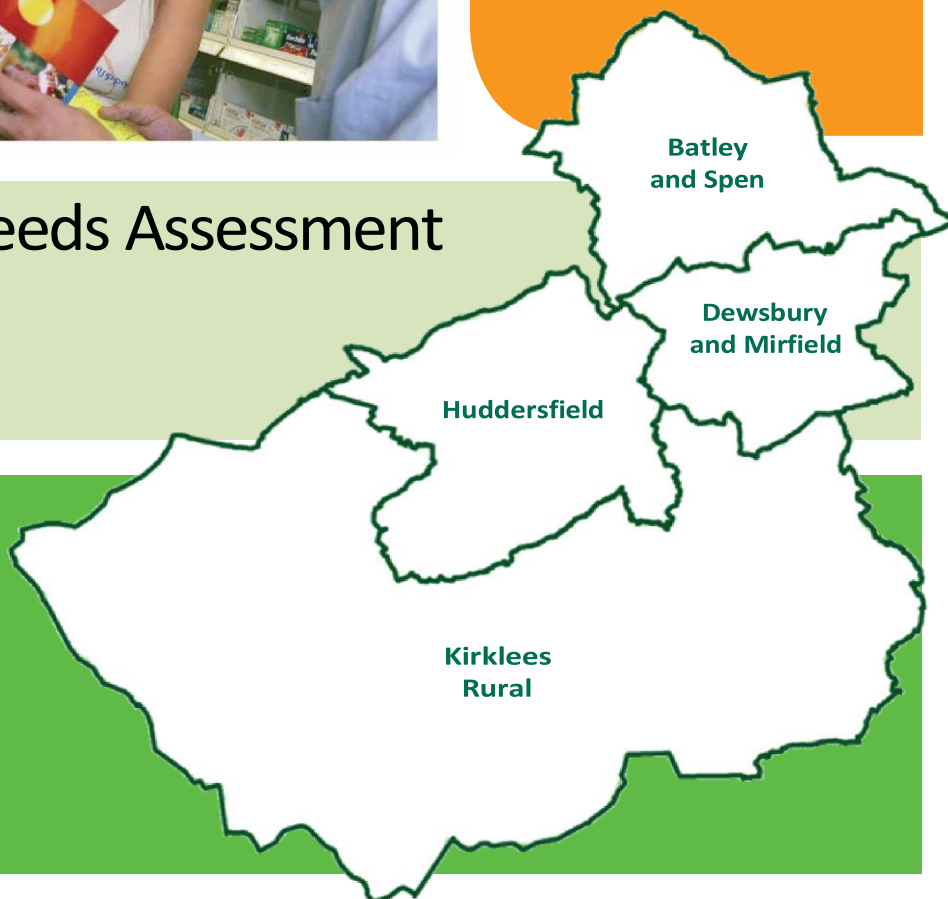 Batley
and Spen
eeds Assessment
Dewsbury
and Mirfield
Huddersfield
Kirklees
Rural